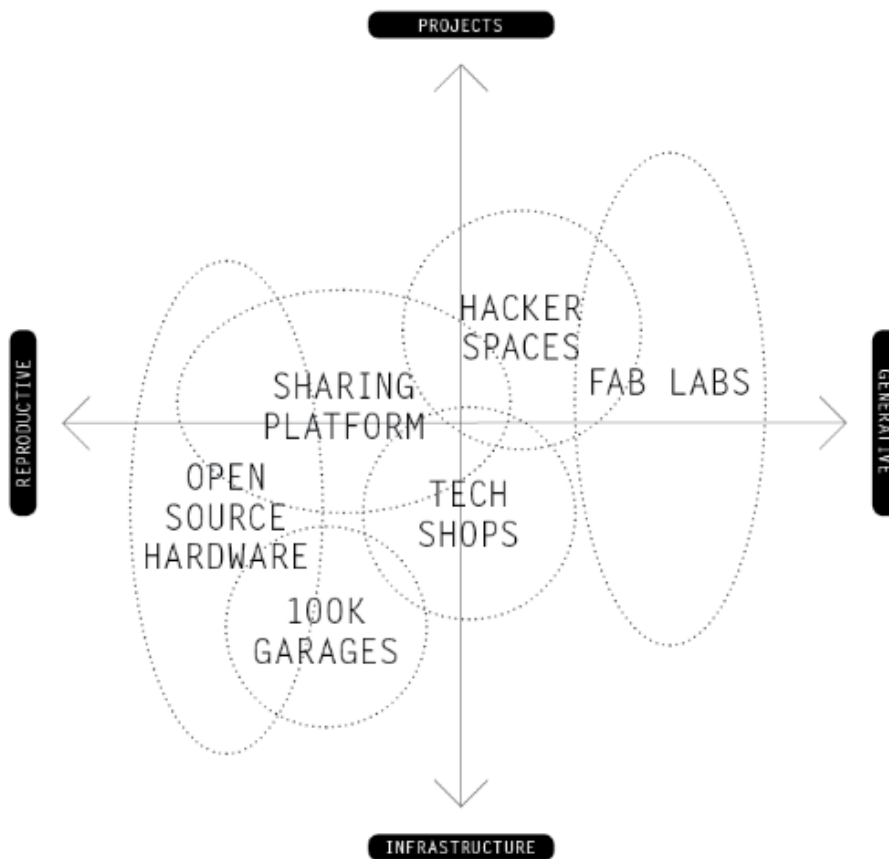 PROJECTS
HACKER
SPACES
FAB LABS
SHARING
PLATFORM
REPRODUCTIVE
GENERATIVE
OPEN
SOURCE
HARDWARE
TECH
SHOPS
100K
GARAGES
INFRASTRUCTURE